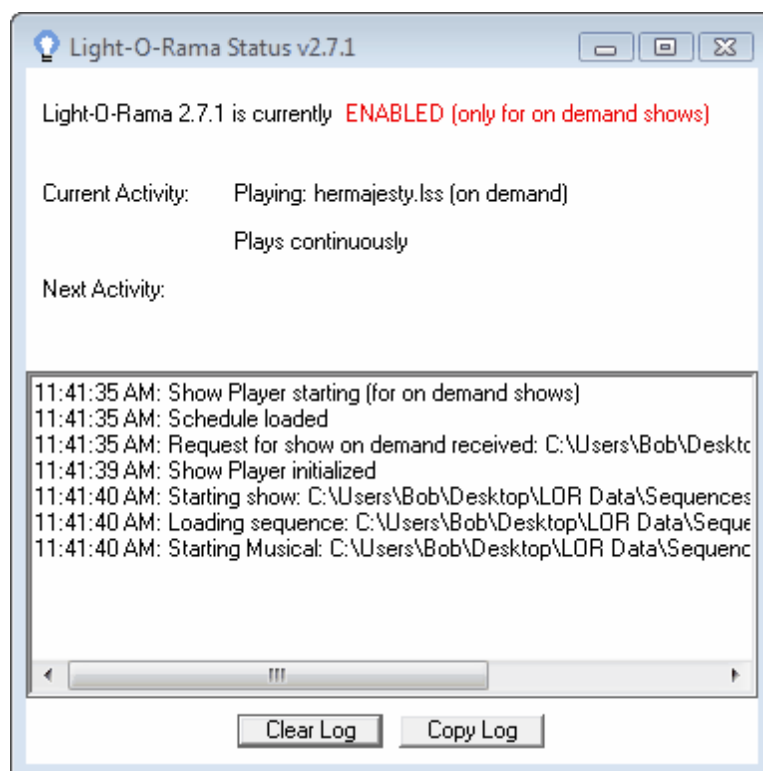 Light-O-Rama Status v2.7.1
Light-O-Rama 2.7.1 is currently ENABLED (only for on demand shows)
Current Activity: Playing: hermajesty.lss (on demand)
Plays continuously
Next Activity:
11:41:35 AM: Show Player starting (for on demand shows)
11:41:35 AM: Schedule loaded
11:41:35 AM: Request for show on demand received: C:\Users\Bob\Deskto
11:41:39 AM: Show Player initialized
11:41:40 AM: Starting show: C:\Users\Bob\Desktop\LOR Data\Sequences
11:41:40 AM: Loading sequence: C:\Users\Bob\Desktop\LOR Data\Seque
11:41:40 AM: Starting Musical: C:\Users\Bob\Desktop\LOR Data\Sequenc
Clear Log Copy Log